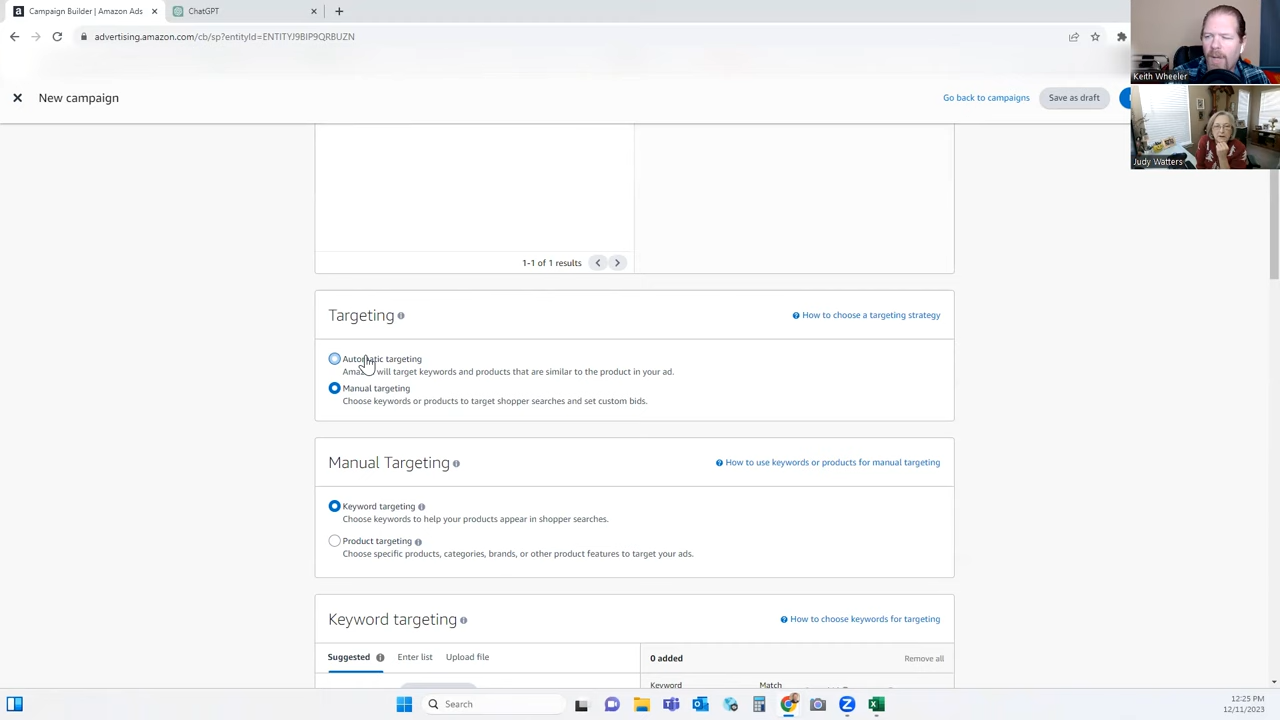 Campaign Builder | Amazon Ads
ChatGPT
advertising.amazon.com/cb/sp?entityId=ENTITYJ9BIP9QRBUZN
Keith Wheeler
New campaign
Go back to campaigns
Save as draft
Judy Watters
1-1 of 1 results
Targeting
How to choose a targeting strategy
Automatic targeting
Amazon will target keywords and products that are similar to the product in your ad.
Manual targeting
Choose keywords or products to target shopper searches and set custom bids.
Manual Targeting
How to use keywords or products for manual targeting
Keyword targeting
Choose keywords to help your products appear in shopper searches.
Product targeting
Choose specific products, categories, brands, or other product features to target your ads.
Keyword targeting
How to choose keywords for targeting
Suggested
Enter list
Upload file
0 added
Remove all
Keyword
Match
Search
12:25 PM
12/11/2023